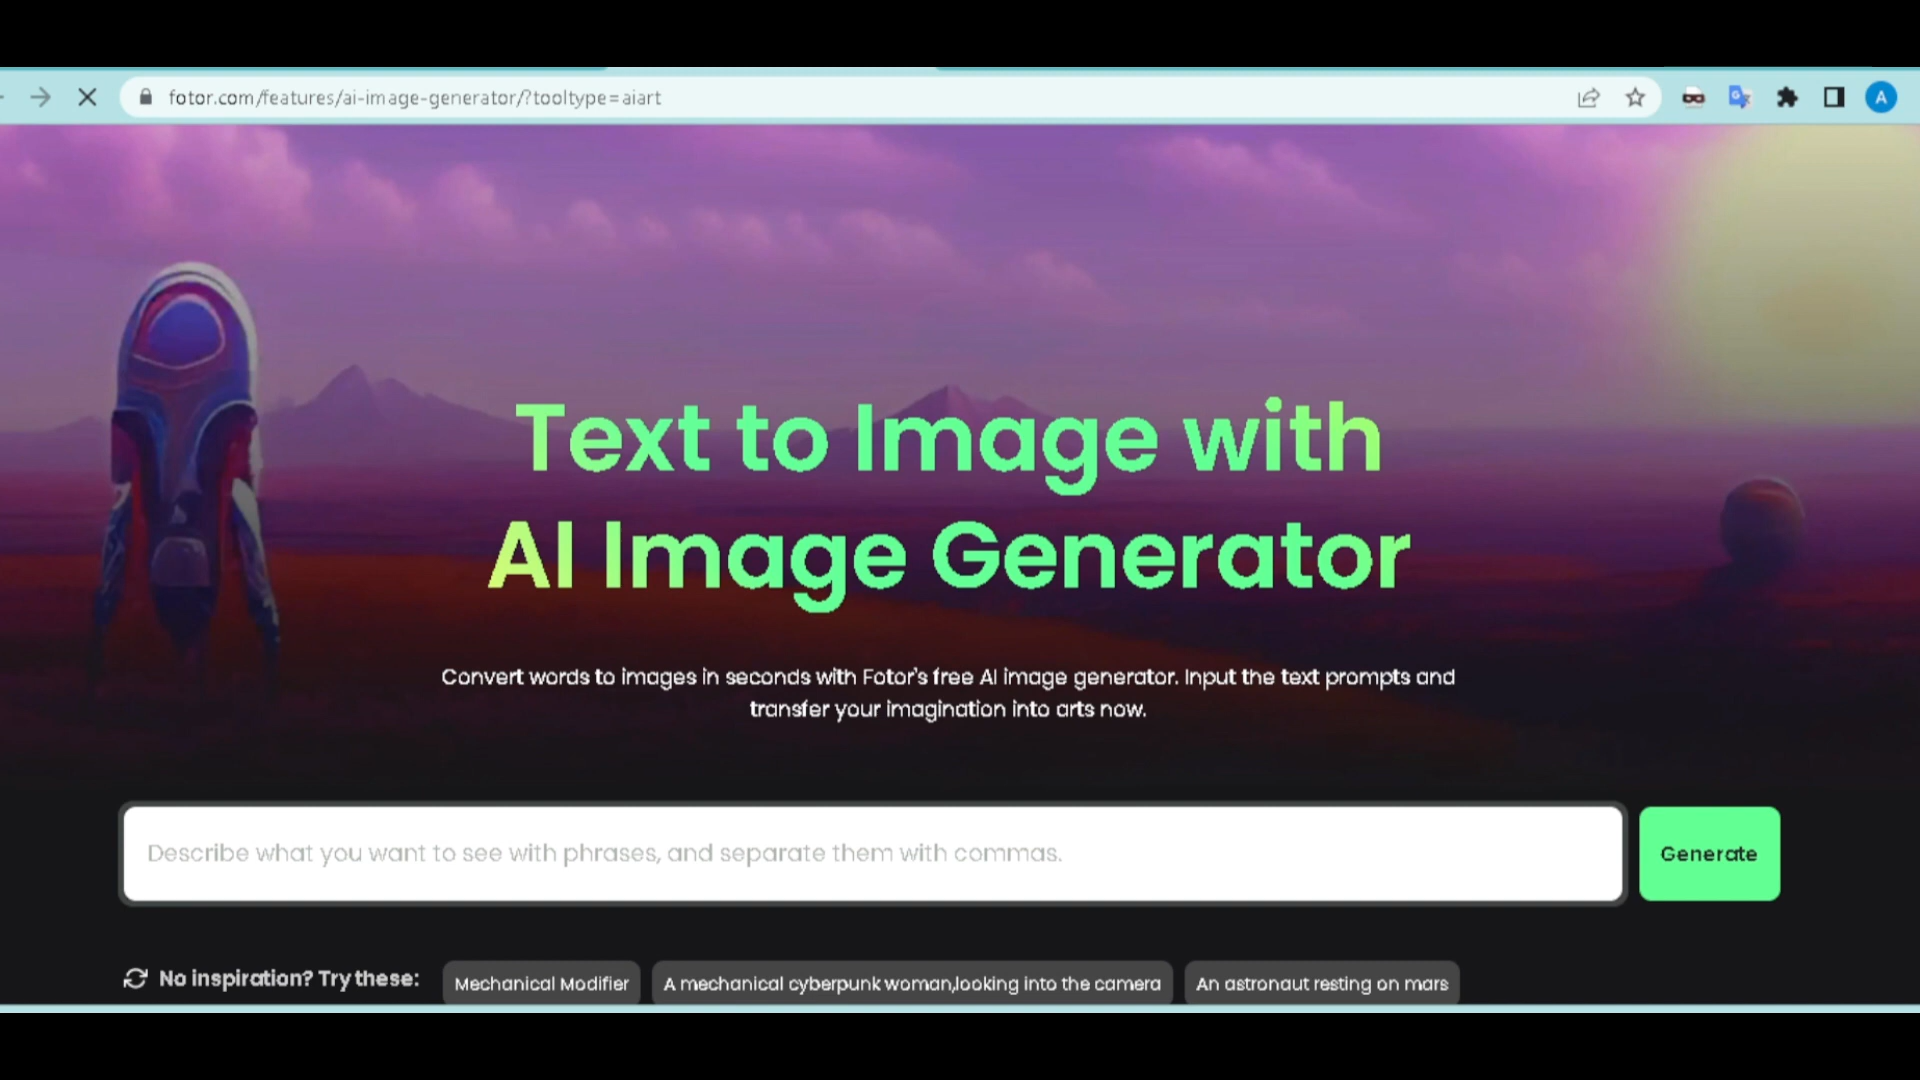 fotor.com/features/ai-image-generator/?tooltype=aiart
A
Text to Image with
AI Image Generator
Convert words to images in seconds with Fotor's free AI image generator. Input the text prompts and
transfer your imagination into arts now.
Describe what you want to see with phrases, and separate them with commas.
Generate
No inspiration? Try these:
Mechanical Modifier
A mechanical cyberpunk woman,looking into the camera
An astronaut resting on mars